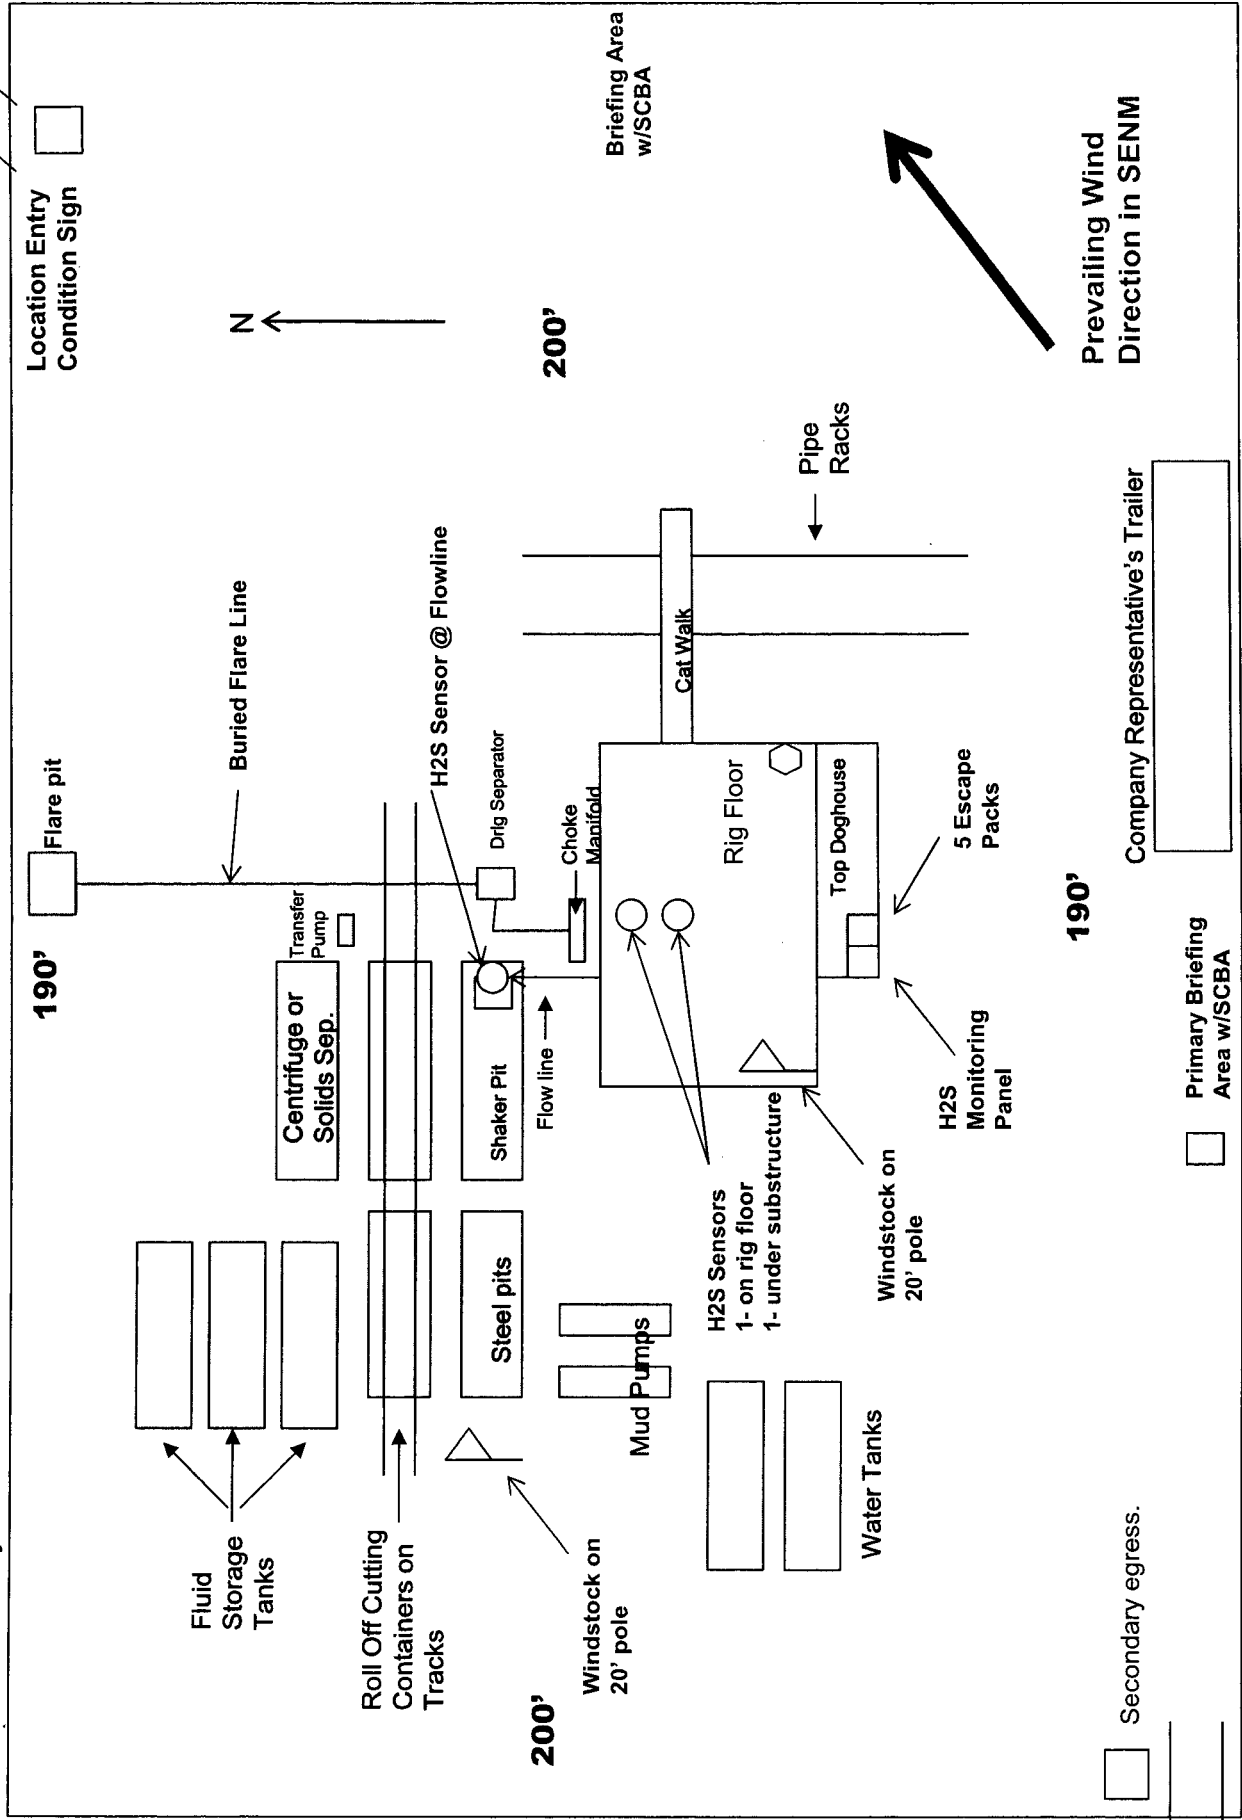 Location Entry
Condition Sign
190'
Flare pit
Buried Flare Line
N
Fluid
Storage
Tanks
Centrifuge or
Solids Sep.
Transfer
Pump
Roll Off Cutting
Containers on
Tracks
H2S Sensor @ Flowline
Steel pits
Shaker Pit
Drlg Separator
200'
Windstock on
20' pole
Flow line
Choke
Manifold
200'
Briefing Area
w/SCBA
Mud Pumps
H2S Sensors
1- on rig floor
1- under substructure
Rig Floor
Cat Walk
Pipe
Racks
Water Tanks
Windstock on
20' pole
Top Doghouse
H2S
Monitoring
Panel
5 Escape
Packs
190'
Prevailing Wind
Direction in SENM
Secondary egress.
Primary Briefing
Area w/SCBA
Company Representative's Trailer